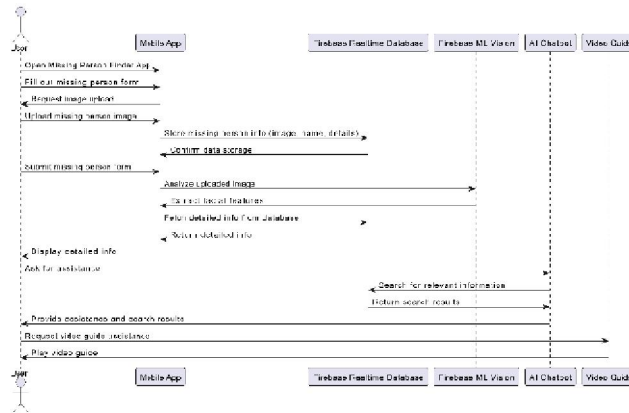 User
Mobile App
Firebase Realtime Database
Firebase ML Vision
AI Chatbot
Video Guide
Open Missing Person Finder App
Fill out missing person form
Request image upload
Upload missing person image
Store missing person info (image, name, details)
Confirm data storage
Submit missing person form
Analyze uploaded image
Extract facial features
Fetch detailed info from database
Return detailed info
Display detailed info
Ask for assistance
Search for relevant information
Return search results
Provide assistance and search results
Request video guide assistance
Play video guide
User
Mobile App
Firebase Realtime Database
Firebase ML Vision
AI Chatbot
Video Guide